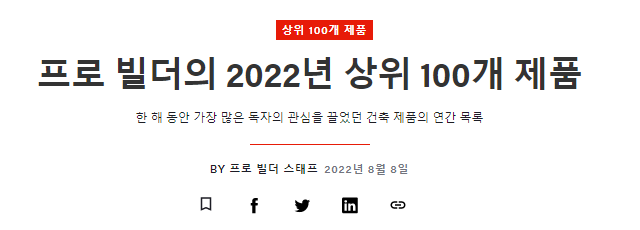 상위 100개 제품
프로 빌더의 2022년 상위 100개 제품
한 해 동안 가장 많은 독자의 관심을 끌었던 건축 제품의 연간 목록
BY 프로 빌더 스태프 2022년 8월 8일